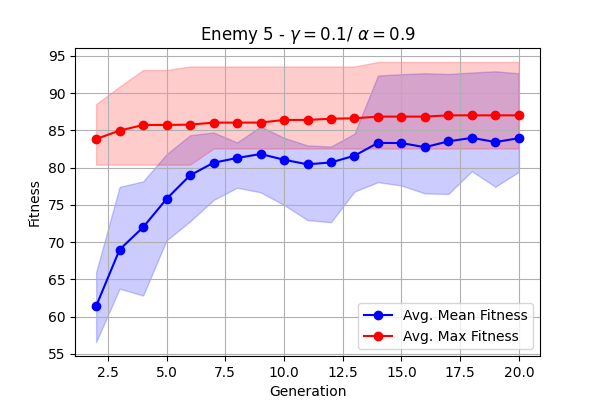 Enemy 5 - γ = 0.1/ α = 0.9
95
90
85
80
75
70
65
60
55
Fitness
2.5 5.0 7.5 10.0 12.5 15.0 17.5 20.0
Generation
Avg. Mean Fitness
Avg. Max Fitness